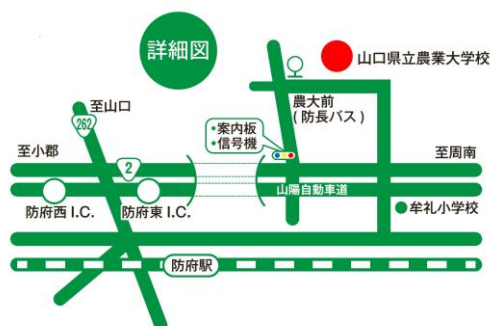 詳細図
山口県立農業大学校
至山口
262
農大前
(防長バス)
•案内板
•信号機
至小郡
2
至周南
山陽自動車道
防府西I.C.
防府東I.C.
牟礼小学校
防府駅